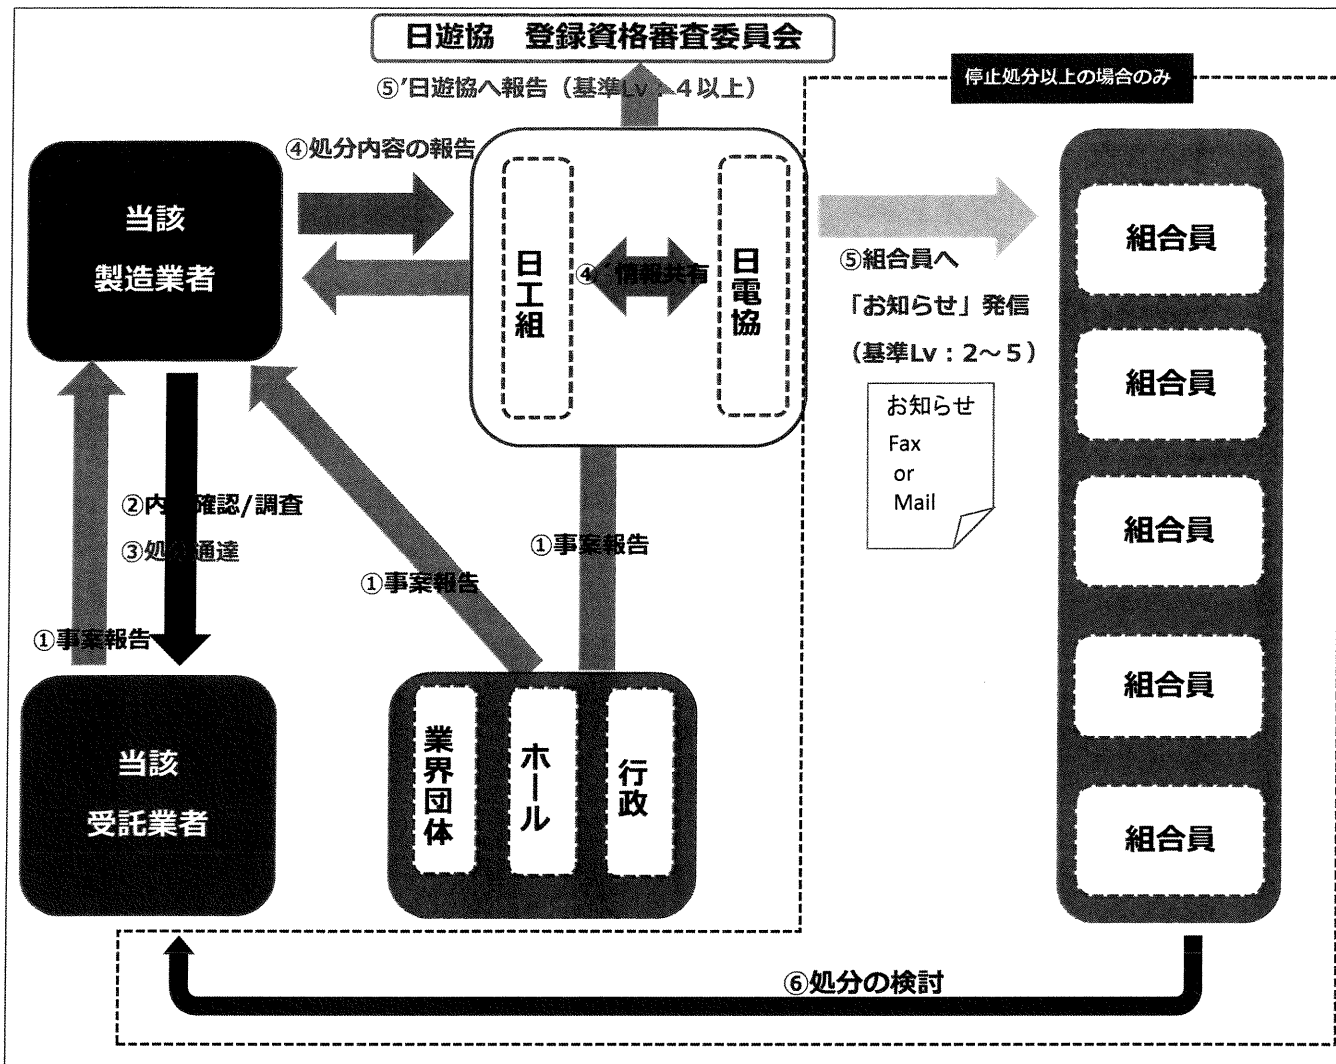 日遊協　登録資格審査委員会
⑤’日遊協へ報告（基準Lv：４以上）
停止処分以上の場合のみ
④処分内容の報告
当該
製造業者
日工組
④´情報共有
日電協
⑤組合員へ
「お知らせ」発信
（基準Lv：2～５）
お知らせ
Fax
or
Mail
組合員
組合員
組合員
組合員
組合員
②内容確認/調査
③処分通達
①事案報告
①事案報告
①事案報告
当該
受託業者
業界団体
ホール
行政
⑥処分の検討